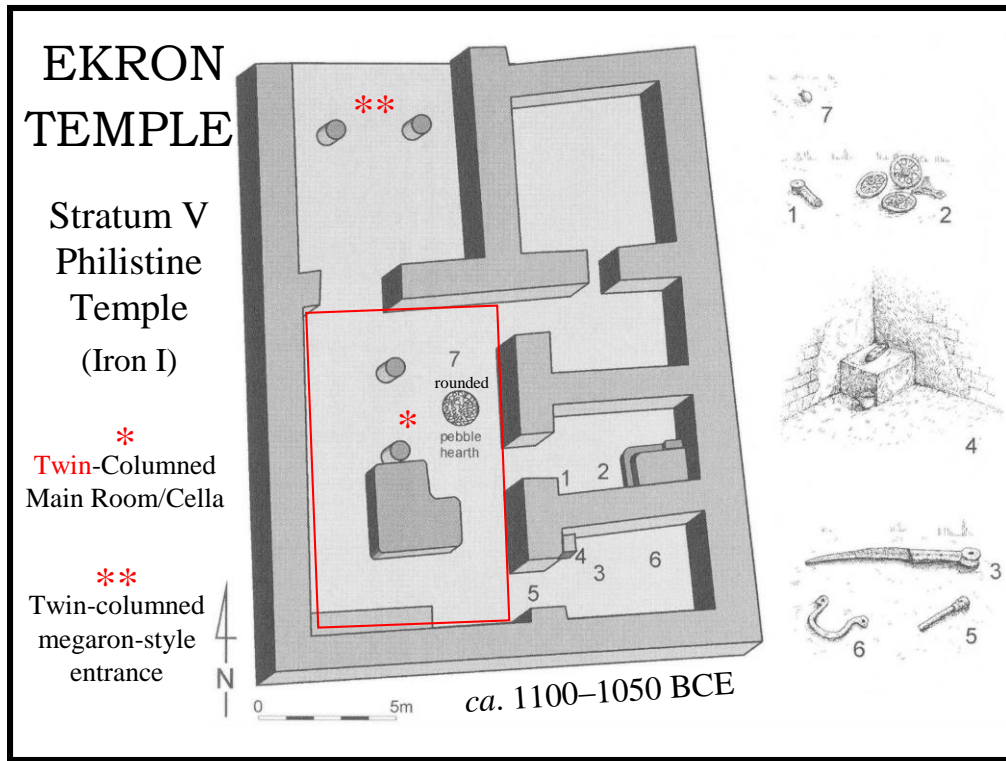 EKRON
TEMPLE
Stratum V
Philistine
Temple
(Iron I)
*
Twin-Columned
Main Room/Cella
**
Twin-columned
megaron-style
entrance
N
0 5m
**
7
rounded
*
pebble
hearth
1 2
4
3 6
5
ca. 1100–1050 BCE
7
1 2
4
3
6 5